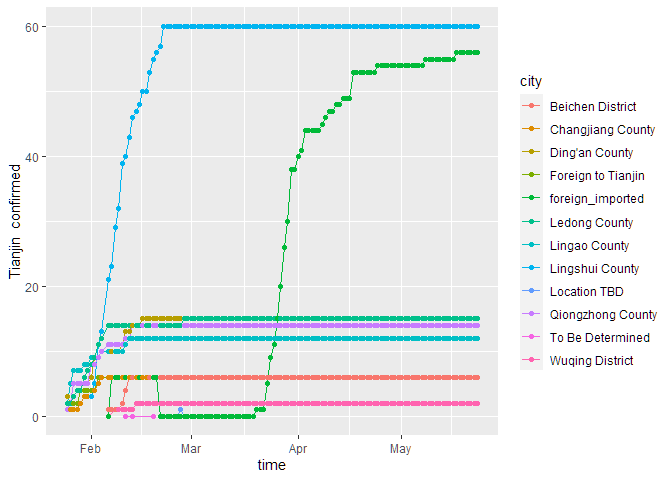 60
40
20
0
Tianjin confirmed
Feb
Mar
Apr
May
time
city
Beichen District
Changjiang County
Ding'an County
Foreign to Tianjin
foreign_imported
Ledong County
Lingao County
Lingshui County
Location TBD
Qiongzhong County
To Be Determined
Wuqing District